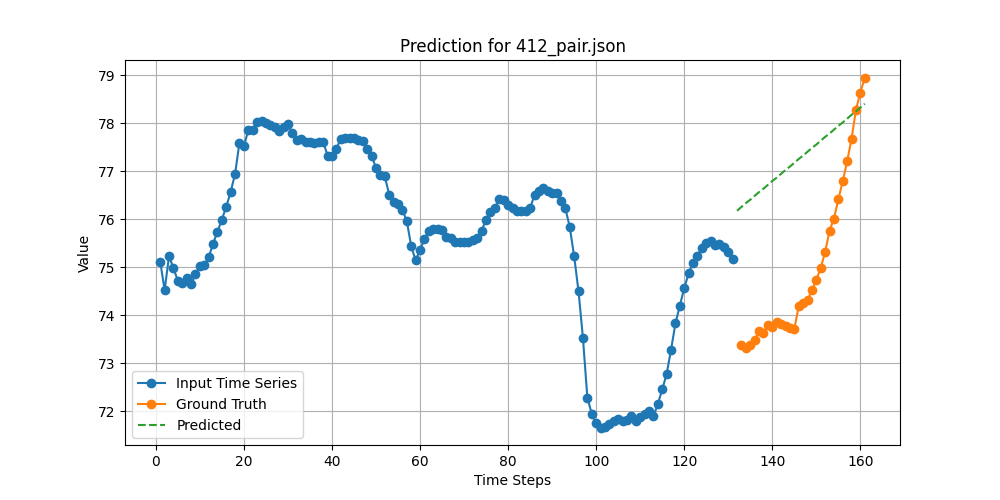 Prediction for 412_pair.json
Value
79
78
77
76
75
74
73
72
Input Time Series
Ground Truth
Predicted
0 20 40 60 80 100 120 140 160
Time Steps